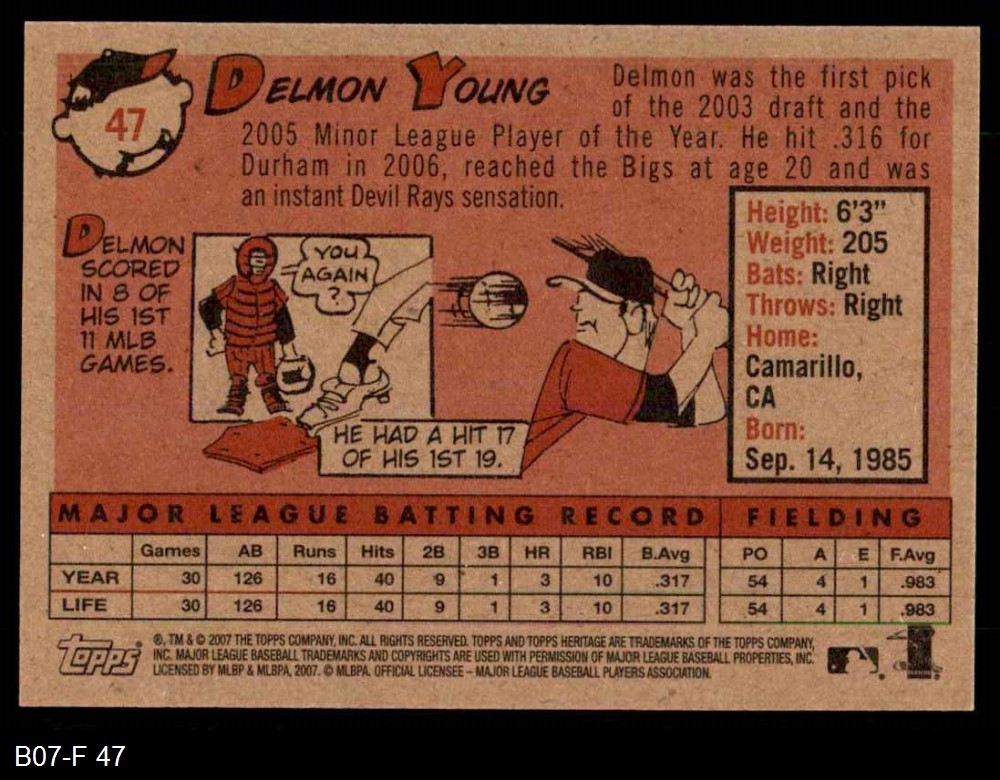 47
DELMON YOUNG
Delmon was the first pick
of the 2003 draft and the
2005 Minor League Player of the Year. He hit .316 for
Durham in 2006, reached the Bigs at age 20 and was
an instant Devil Rays sensation.
DELMON
SCORED
IN 8 OF
HIS 1ST
11 MLB
GAMES.
YOU
AGAIN
?
HE HAD A HIT 17
OF HIS 1ST 19.
Height: 6'3"
Weight: 205
Bats: Right
Throws: Right
Home:
Camarillo,
CA
Born:
Sep. 14, 1985
MAJOR LEAGUE BATTING RECORD FIELDING
Games AB Runs Hits 2B 3B HR RBI B.Avg PO A E F.Avg
YEAR 30 126 16 40 9 1 3 10 .317 54 4 1 .983
LIFE 30 126 16 40 9 1 3 10 .317 54 4 1 .983
Topps
®, TM & © 2007 THE TOPPS COMPANY, INC. ALL RIGHTS RESERVED. TOPPS AND TOPPS HERITAGE ARE TRADEMARKS OF THE TOPPS COMPANY,
INC. MAJOR LEAGUE BASEBALL TRADEMARKS AND COPYRIGHTS ARE USED WITH PERMISSION OF MAJOR LEAGUE BASEBALL PROPERTIES, INC.
LICENSED BY MLBP & MLBPA, 2007. © MLBPA. OFFICIAL LICENSEE – MAJOR LEAGUE BASEBALL PLAYERS ASSOCIATION.
B07-F 47